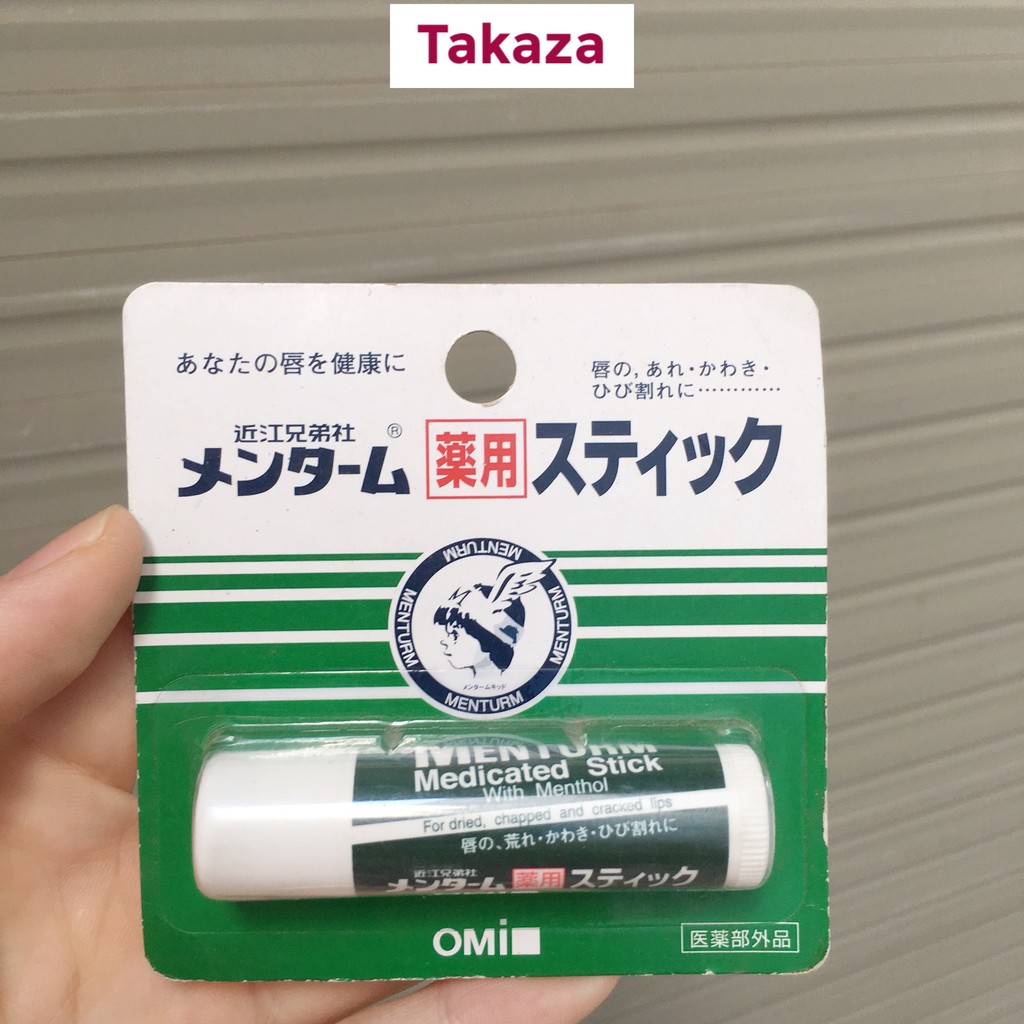 Takaza
あなたの唇を健康に
唇の,あれ・かわき・
ひび割れに…………
近江兄弟社
メンターム® 薬用 スティック
MENTURM
MENTURM
MENTURM
メンタームキッド
MENTURM
MENTURM
Medicated Stick
With Menthol
For dried, chapped and cracked lips
唇の、荒れ・かわき・ひび割れに
近江兄弟社
メンターム 薬用 スティック
OMi
医薬部外品